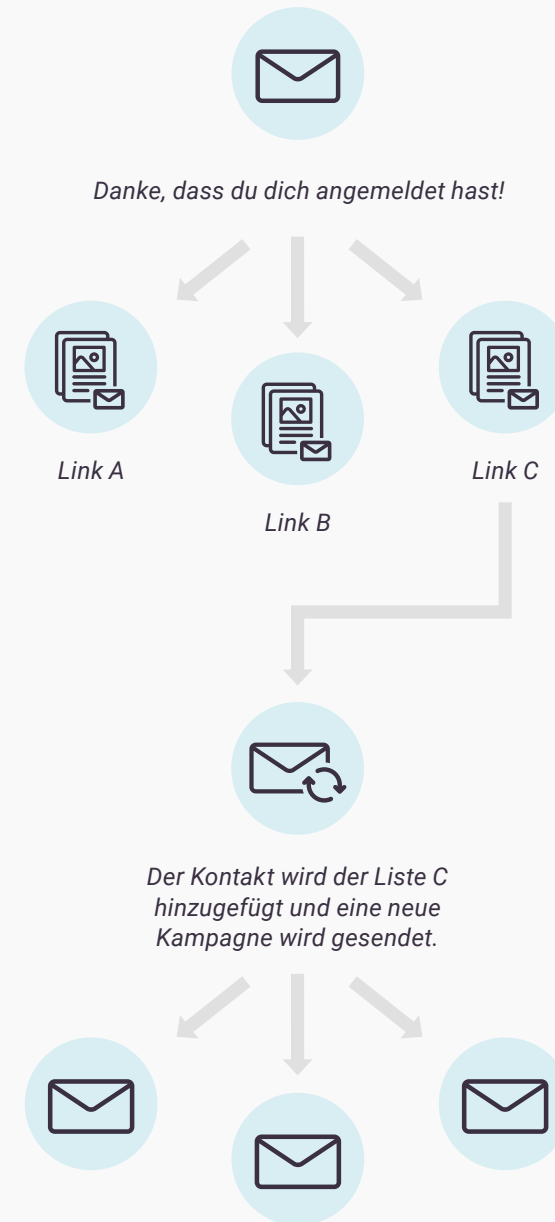 Danke, dass du dich angemeldet hast!
Link A
Link B
Link C
Der Kontakt wird der Liste C
hinzugefügt und eine neue
Kampagne wird gesendet.